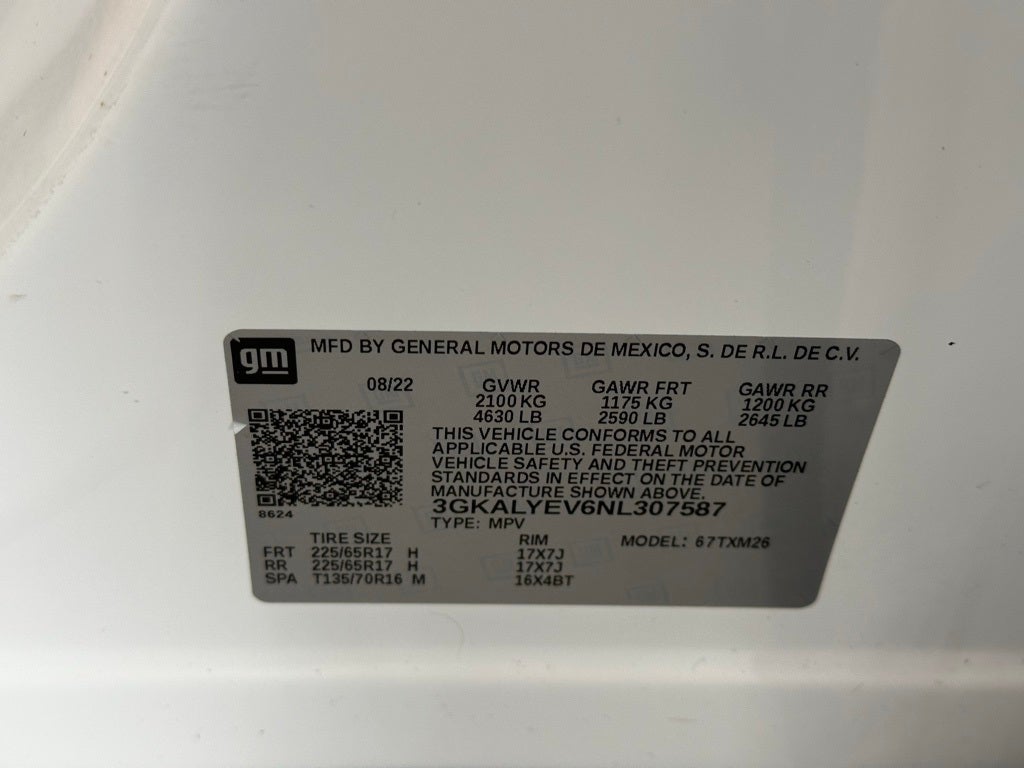 gm MFD BY GENERAL MOTORS DE MEXICO, S. DE R.L. DE C.V.
08/22 GVWR GAWR FRT GAWR RR
2100 KG 1175 KG 1200 KG
4630 LB 2590 LB 2645 LB
THIS VEHICLE CONFORMS TO ALL
APPLICABLE U.S. FEDERAL MOTOR
VEHICLE SAFETY AND THEFT PREVENTION
STANDARDS IN EFFECT ON THE DATE OF
MANUFACTURE SHOWN ABOVE.
3GKALYEV6NL307587
8624
TYPE: MPV
TIRE SIZE RIM MODEL: 67TXM26
FRT 225/65R17 H 17X7J
RR 225/65R17 H 17X7J
SPA T135/70R16 M 16X4BT